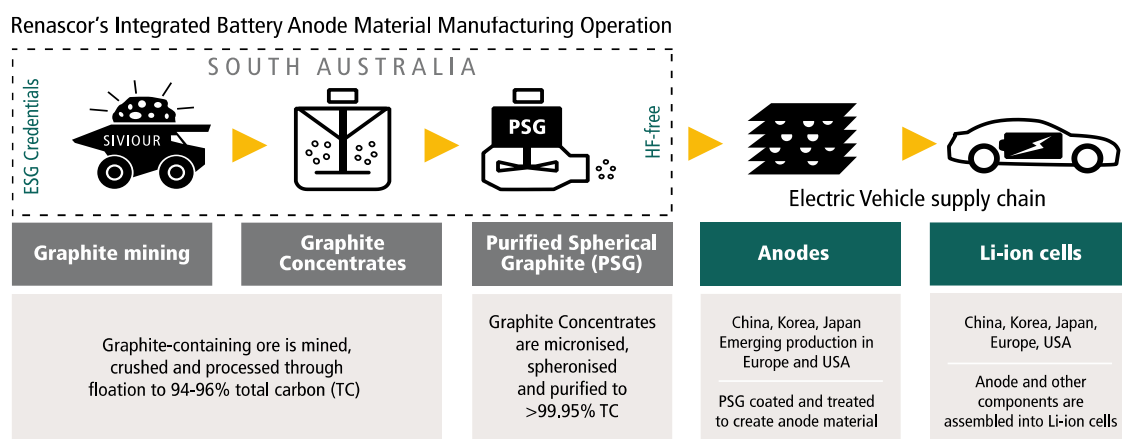 Renascor's Integrated Battery Anode Material Manufacturing Operation
SOUTH AUSTRALIA
ESG Credentials
SIVIOUR
PSG
HF-free
Electric Vehicle supply chain
Graphite mining
Graphite
Concentrates
Purified Spherical
Graphite (PSG)
Anodes
Li-ion cells
Graphite-containing ore is mined,
crushed and processed through
floation to 94-96% total carbon (TC)
Graphite Concentrates
are micronised,
spheronised
and purified to
>99.95% TC
China, Korea, Japan
Emerging production in
Europe and USA
PSG coated and treated
to create anode material
China, Korea, Japan,
Europe, USA
Anode and other
components are
assembled into Li-ion cells